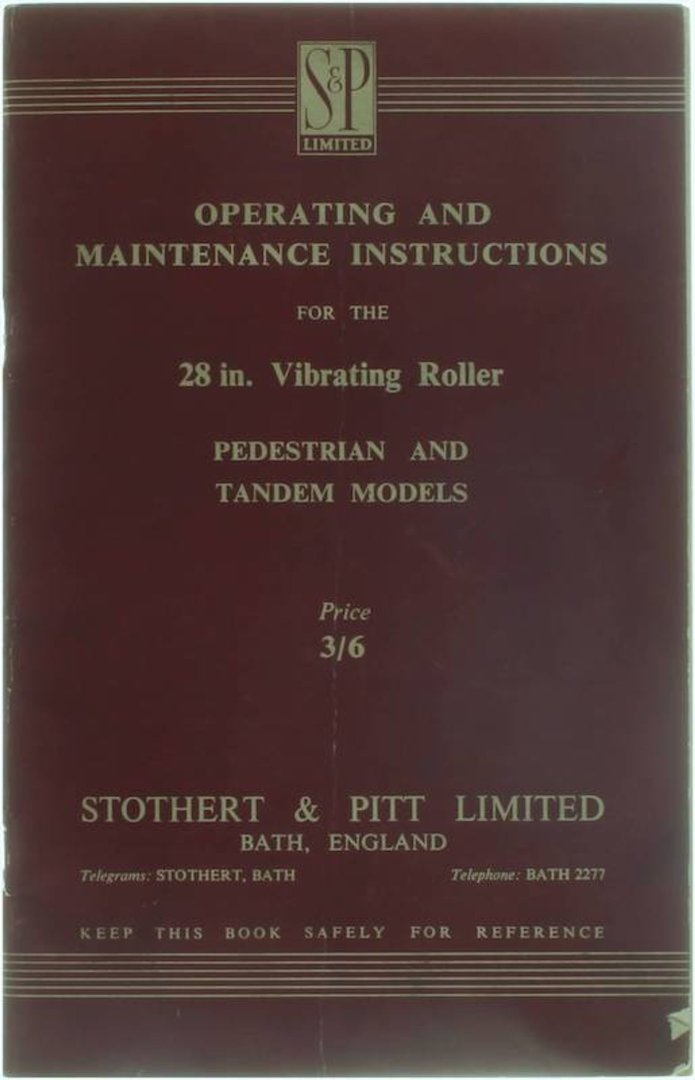 S&P
LIMITED
OPERATING AND
MAINTENANCE INSTRUCTIONS
FOR THE
28 in. Vibrating Roller
PEDESTRIAN AND
TANDEM MODELS
Price
3/6
STOTHERT & PITT LIMITED
BATH, ENGLAND
Telegrams: STOTHERT, BATH Telephone: BATH 2277
KEEP THIS BOOK SAFELY FOR REFERENCE